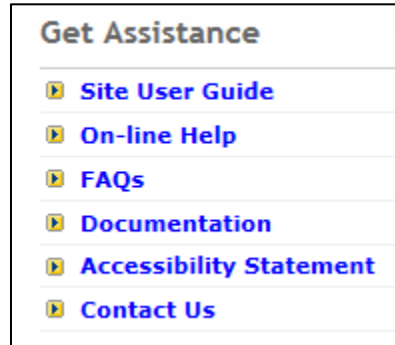 Get Assistance
Site User Guide
On-line Help
FAQs
Documentation
Accessibility Statement
Contact Us